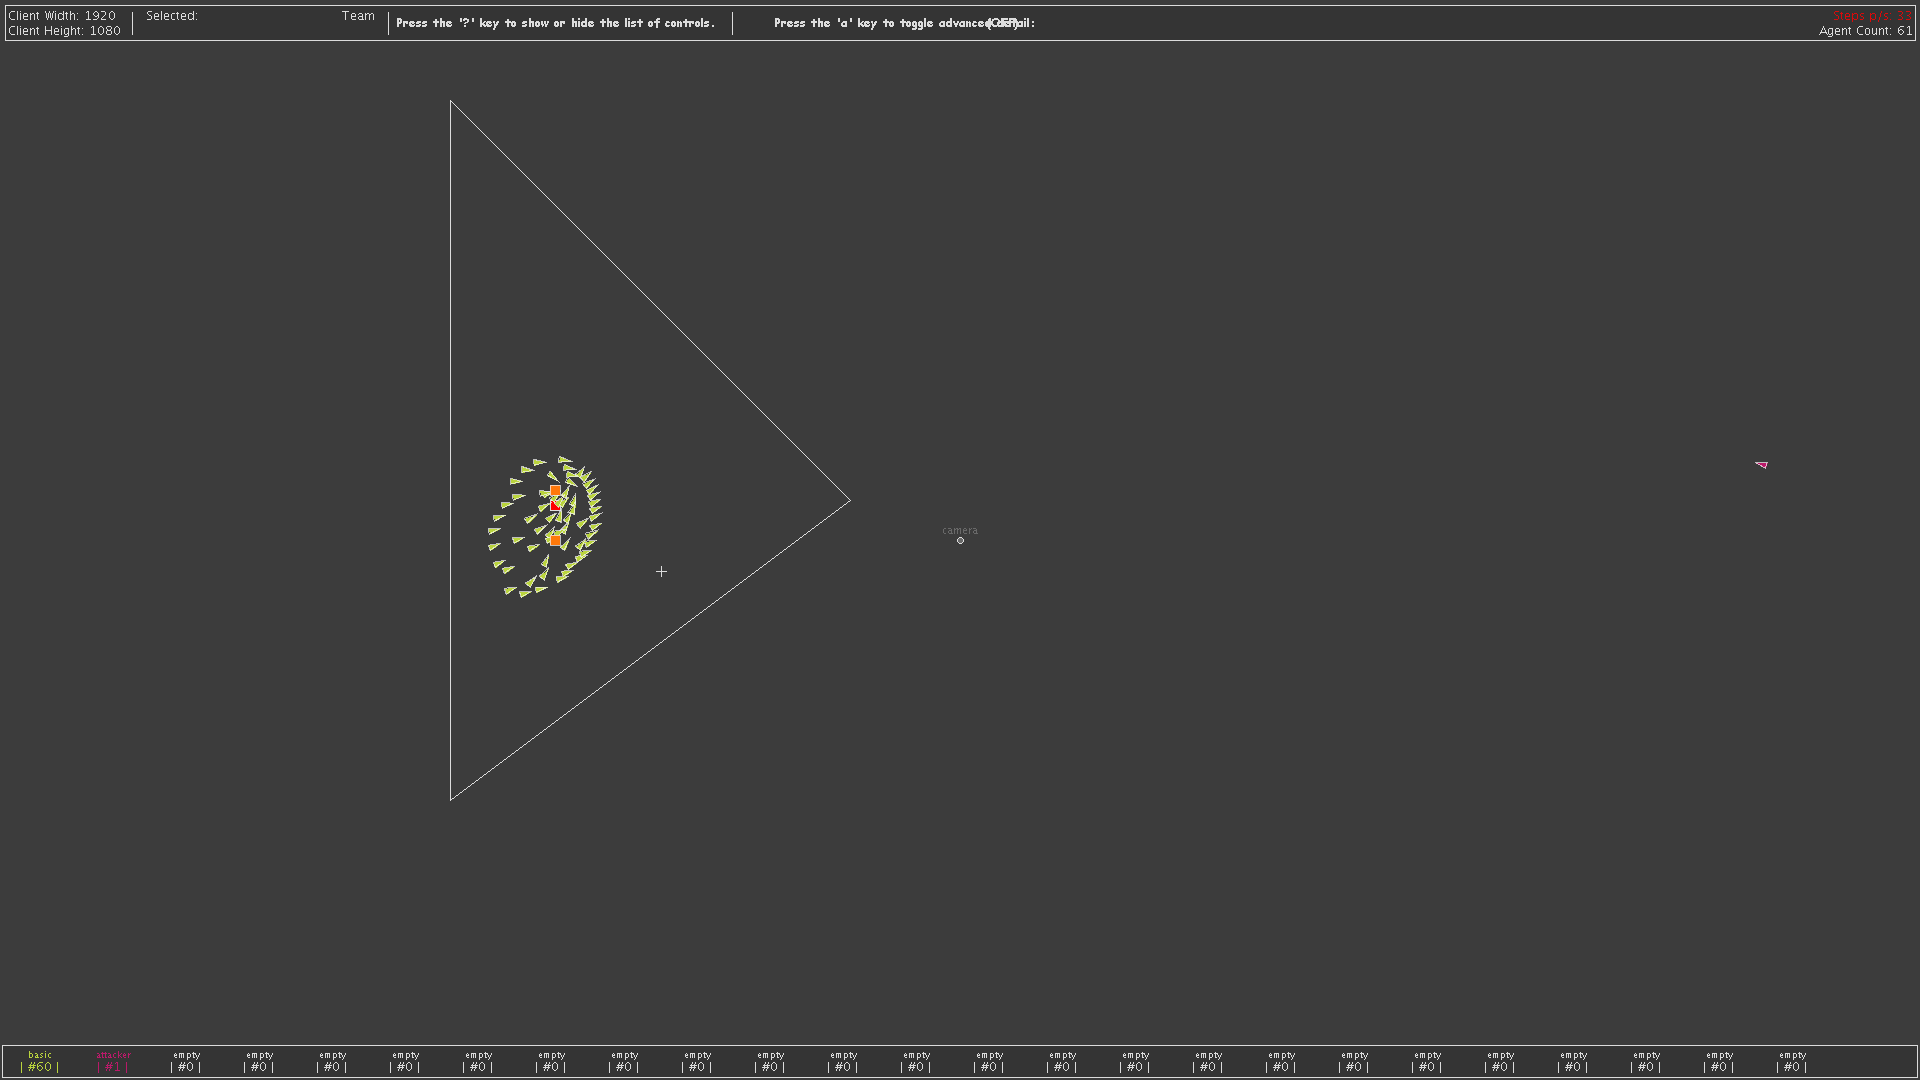 Client Width: 1920
Client Height: 1080
Selected:
Team
Press the '?' key to show or hide the list of controls.
Press the 'a' key to toggle advanced detail:
(OFF)
Steps p/s: 33
Agent Count: 61
camera
basic attacker empty empty empty empty empty empty empty empty empty empty empty empty empty empty empty empty empty empty empty empty empty empty empty
| #60 | | #1 | | #0 | | #0 | | #0 | | #0 | | #0 | | #0 | | #0 | | #0 | | #0 | | #0 | | #0 | | #0 | | #0 | | #0 | | #0 | | #0 | | #0 | | #0 | | #0 | | #0 | | #0 | | #0 | | #0 |